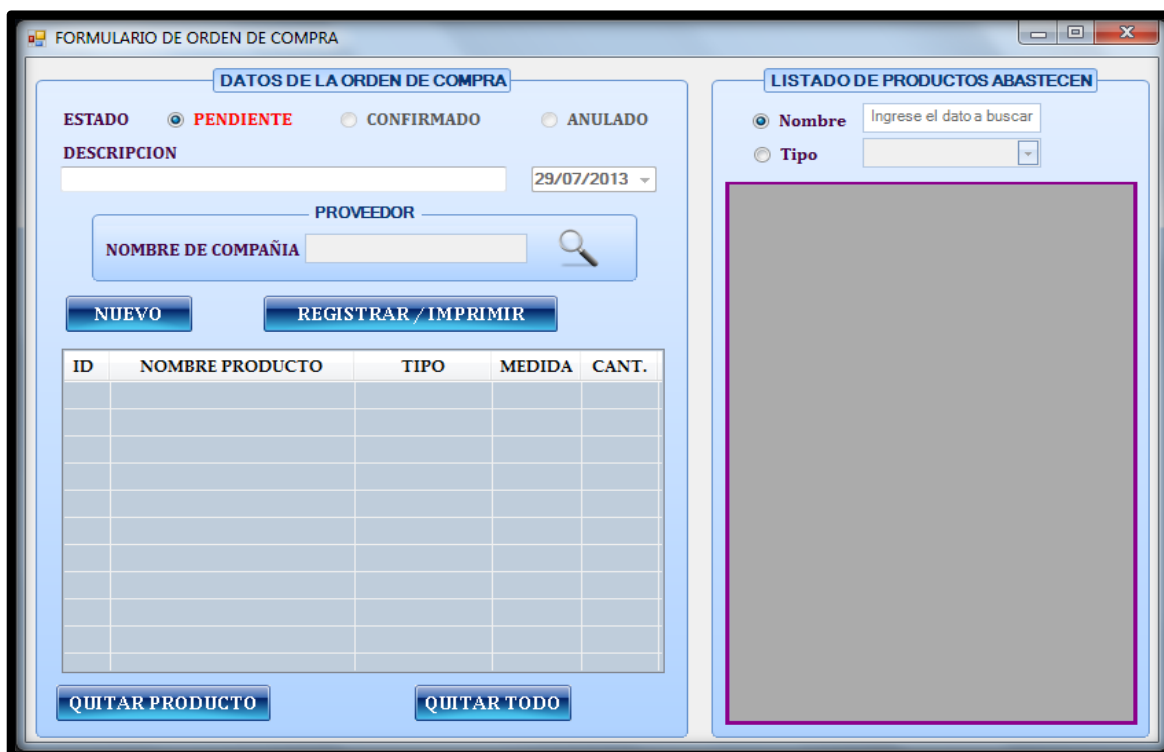 FORMULARIO DE ORDEN DE COMPRA
DATOS DE LA ORDEN DE COMPRA
ESTADO PENDIENTE CONFIRMADO ANULADO
DESCRIPCION
29/07/2013
PROVEEDOR
NOMBRE DE COMPAÑIA
NUEVO REGISTRAR / IMPRIMIR
ID NOMBRE PRODUCTO TIPO MEDIDA CANT.
QUITAR PRODUCTO QUITAR TODO
LISTADO DE PRODUCTOS ABASTECEN
Nombre Ingrese el dato a buscar
Tipo